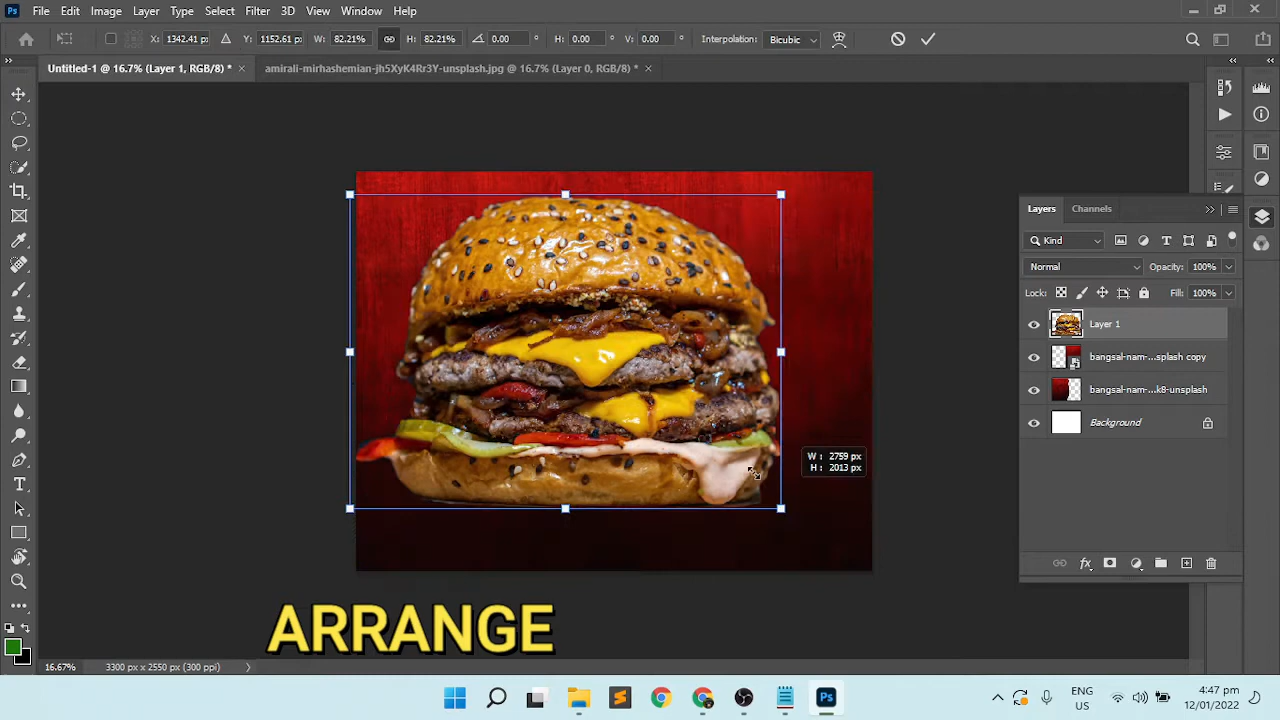 Ps File Edit Image Layer Type Select Filter 3D View Window Help
X: 1342.41 px Y: 1152.61 px W: 82.21% H: 82.21% 0.00 ° H: 0.00 ° V: 0.00 ° Interpolation: Bicubic
Untitled-1 @ 16.7% (Layer 1, RGB/8) * amirali-mirhashemian-jh5XyK4Rr3Y-unsplash.jpg @ 16.7% (Layer 0, RGB/8) *
Layers Channels
Kind
Normal Opacity: 100%
Lock: Fill: 100%
Layer 1
bangsal-nam...splash copy
bangsal-nam...k8-unsplash
Background
W : 2759 px
H : 2013 px
ARRANGE
16.67% 3300 px x 2550 px (300 ppi)
Ps
ENG
US
4:47 pm
12/01/2022